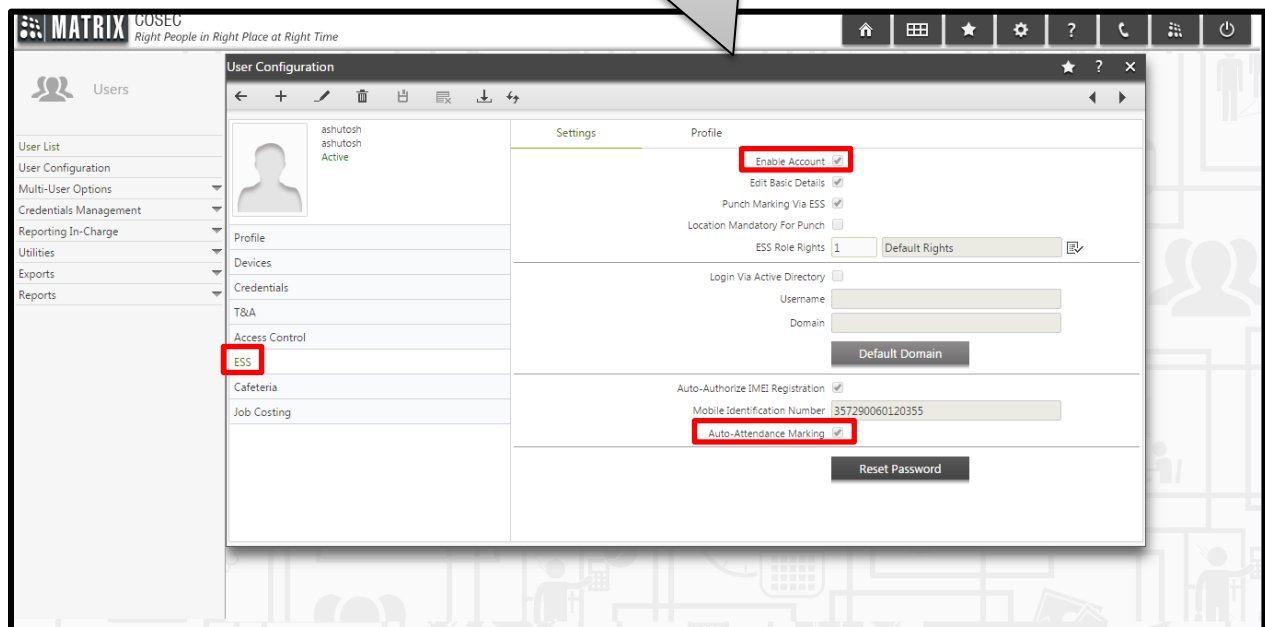 MATRIX COSEC
Right People in Right Place at Right Time
?
Users
User List
User Configuration
Multi-User Options
Credentials Management
Reporting In-Charge
Utilities
Exports
Reports
User Configuration
?
ashutosh
ashutosh
Active
Profile
Devices
Credentials
T&A
Access Control
ESS
Cafeteria
Job Costing
Settings Profile
Enable Account
Edit Basic Details
Punch Marking Via ESS
Location Mandatory For Punch
ESS Role Rights 1 Default Rights
Login Via Active Directory
Username
Domain
Default Domain
Auto-Authorize IMEI Registration
Mobile Identification Number 357290060120355
Auto-Attendance Marking
Reset Password